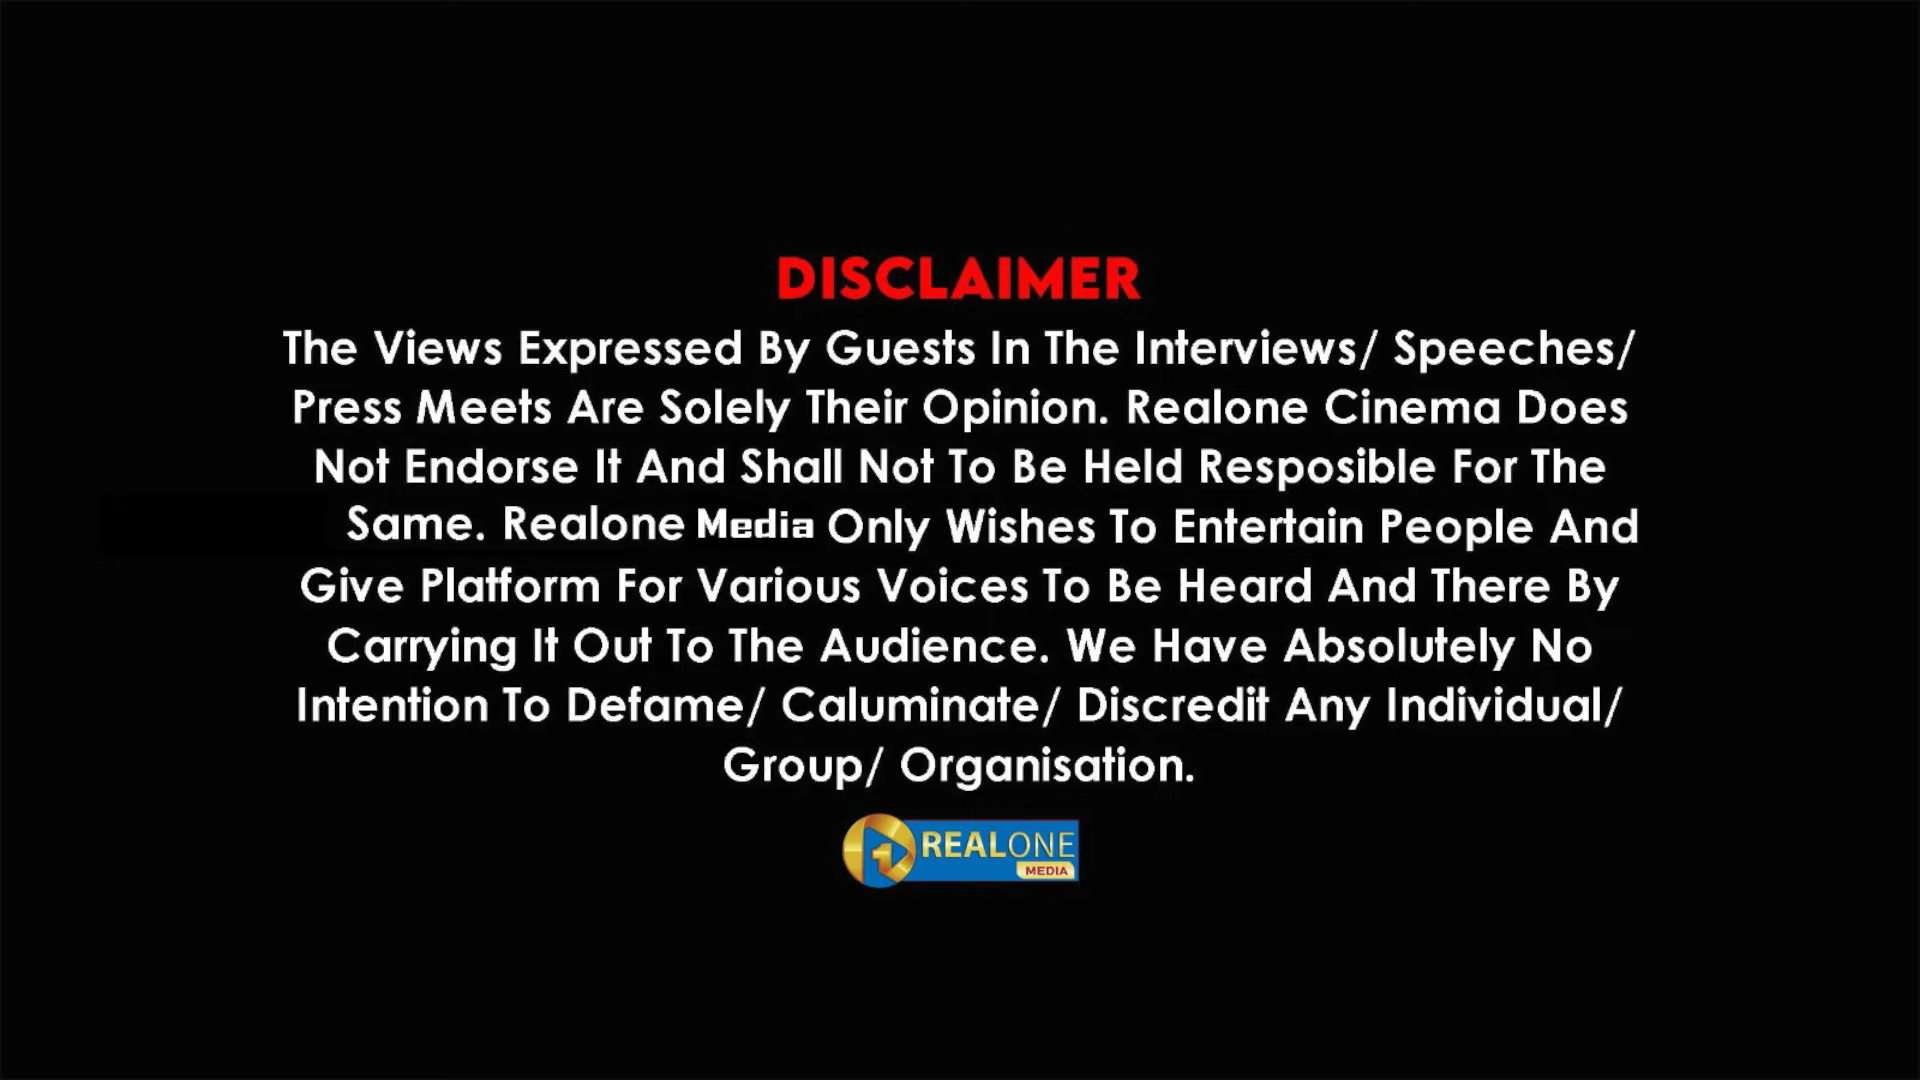 DISCLAIMER
The Views Expressed By Guests In The Interviews/ Speeches/
Press Meets Are Solely Their Opinion. Realone Cinema Does
Not Endorse It And Shall Not To Be Held Resposible For The
Same. Realone Media Only Wishes To Entertain People And
Give Platform For Various Voices To Be Heard And There By
Carrying It Out To The Audience. We Have Absolutely No
Intention To Defame/ Caluminate/ Discredit Any Individual/
Group/ Organisation.
1 REALONE
MEDIA